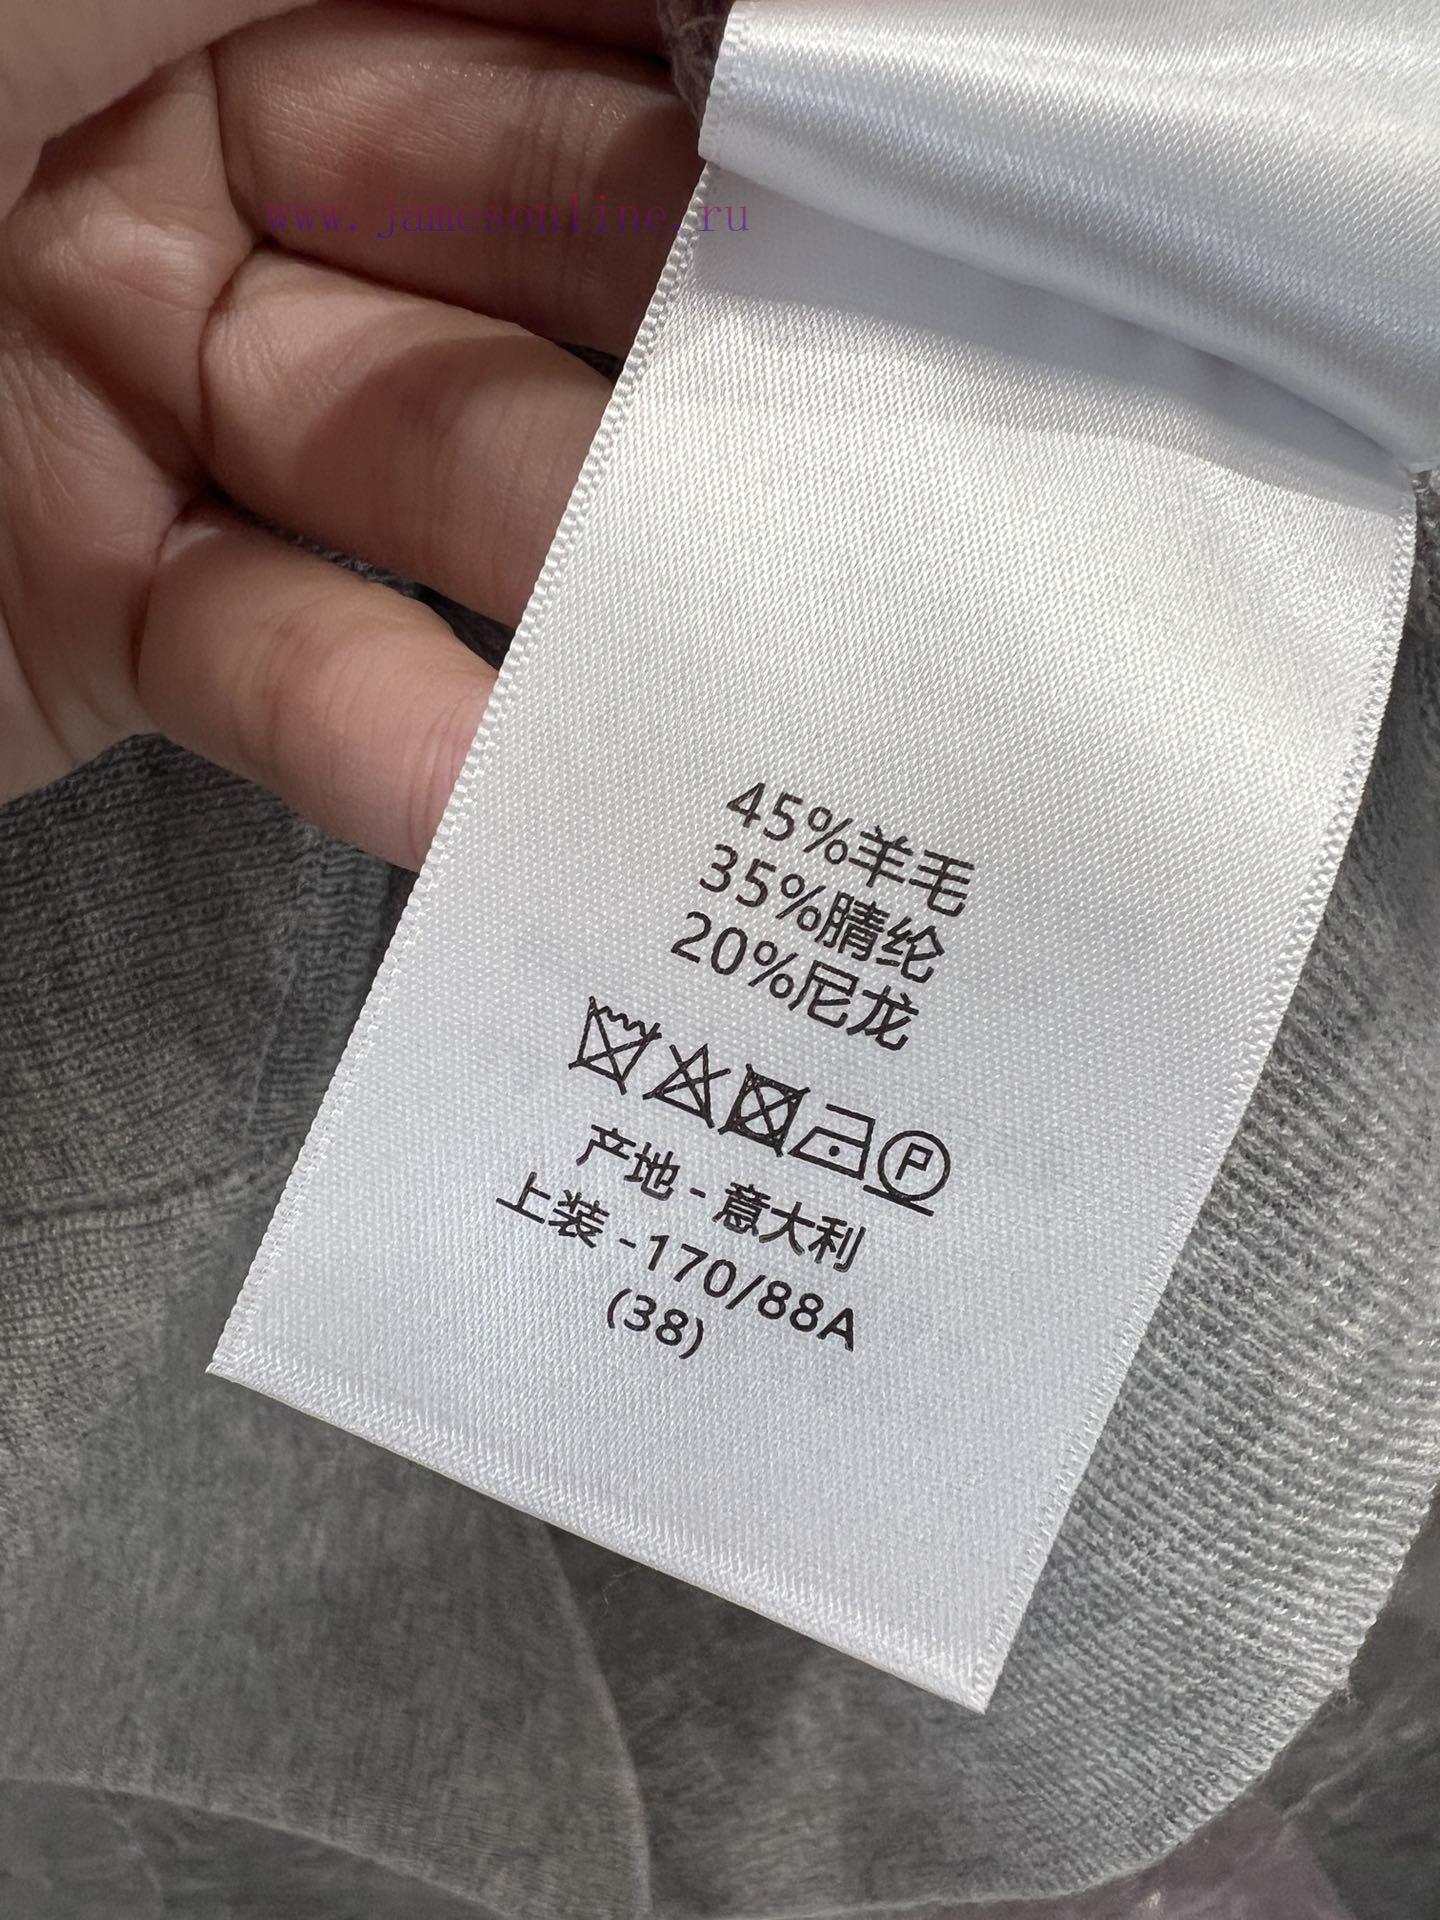 www.jamesonline.ru
45%羊毛
35%腈纶
20%尼龙
P
产地 - 意大利
上装 -170/88A
(38)